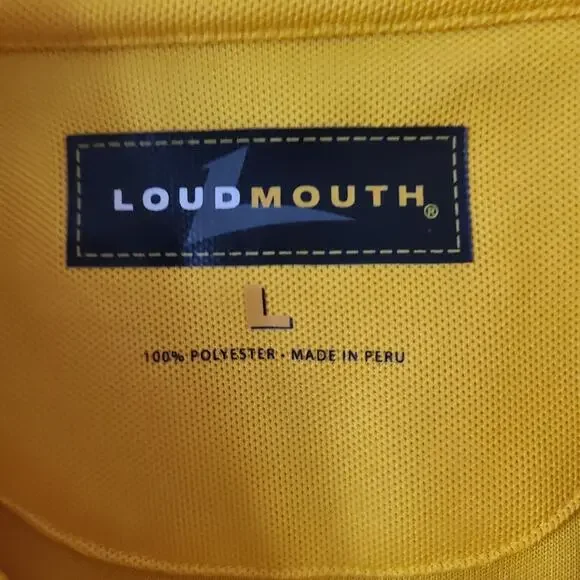 LOUDMOUTH®
L
100% POLYESTER - MADE IN PERU